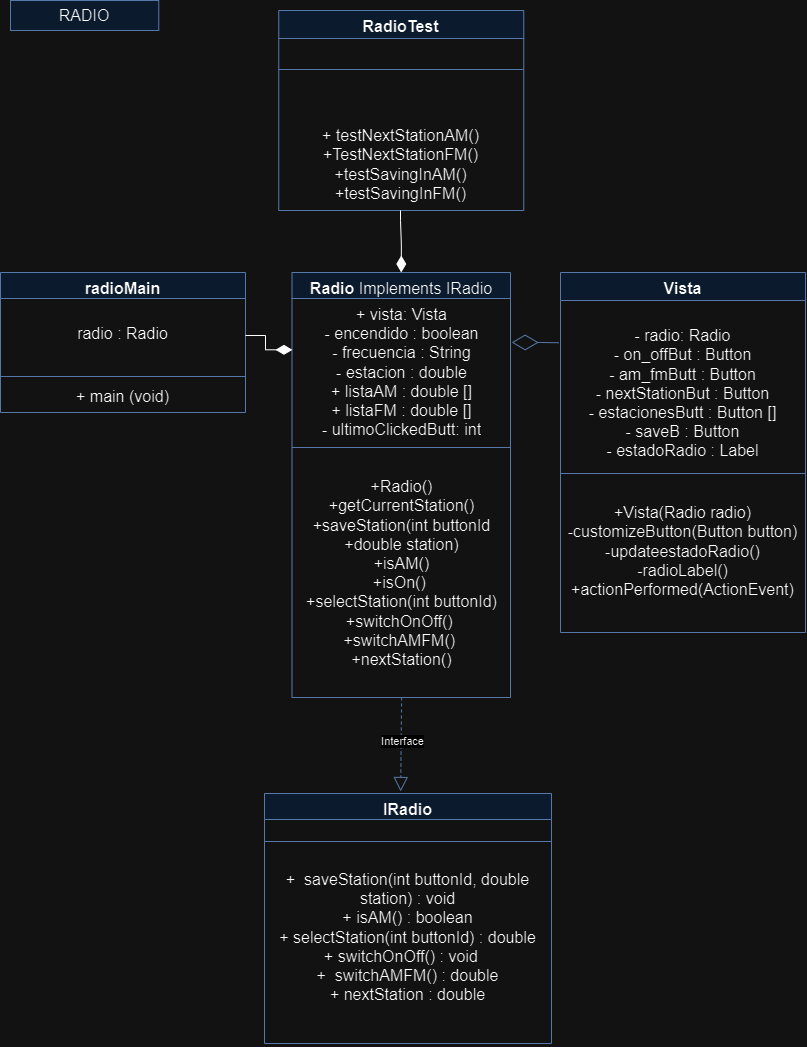 RADIO
RadioTest
+ testNextStationAM()
+TestNextStationFM()
+testSavingInAM()
+testSavingInFM()
radioMain
radio : Radio
+ main (void)
Radio Implements IRadio
+ vista: Vista
- encendido : boolean
- frecuencia : String
- estacion : double
+ listaAM : double []
+ listaFM : double []
- ultimoClickedButt: int
+Radio()
+getCurrentStation()
+saveStation(int buttonId
+double station)
+isAM()
+isOn()
+selectStation(int buttonId)
+switchOnOff()
+switchAMFM()
+nextStation()
Vista
- radio: Radio
- on_offBut : Button
- am_fmButt : Button
- nextStationBut : Button
- estacionesButt : Button []
- saveB : Button
- estadoRadio : Label
+Vista(Radio radio)
-customizeButton(Button button)
-updateestadoRadio()
-radioLabel()
+actionPerformed(ActionEvent)
Interface
IRadio
+ saveStation(int buttonId, double
station) : void
+ isAM() : boolean
+ selectStation(int buttonId) : double
+ switchOnOff() : void
+ switchAMFM() : double
+ nextStation : double